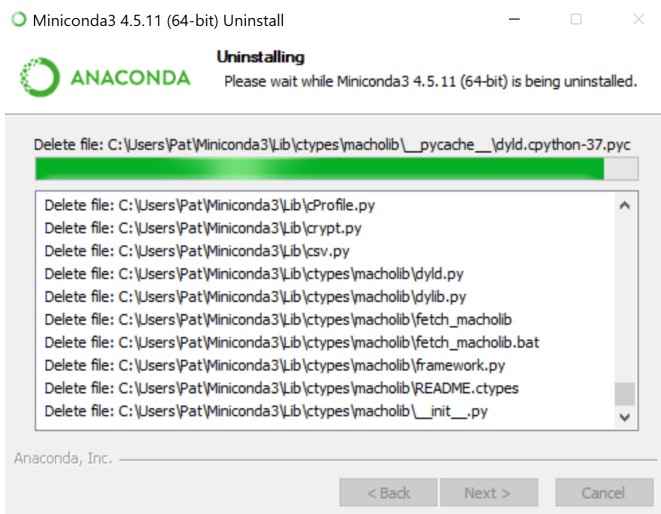 Miniconda3 4.5.11 (64-bit) Uninstall
ANACONDA
Uninstalling
Please wait while Miniconda3 4.5.11 (64-bit) is being uninstalled.
Delete file: C:\Users\Pat\Miniconda3\Lib\ctypes\macholib\__pycache__\dyld.cpython-37.pyc
Delete file: C:\Users\Pat\Miniconda3\Lib\cProfile.py
Delete file: C:\Users\Pat\Miniconda3\Lib\crypt.py
Delete file: C:\Users\Pat\Miniconda3\Lib\csv.py
Delete file: C:\Users\Pat\Miniconda3\Lib\ctypes\macholib\dyld.py
Delete file: C:\Users\Pat\Miniconda3\Lib\ctypes\macholib\dylib.py
Delete file: C:\Users\Pat\Miniconda3\Lib\ctypes\macholib\fetch_macholib
Delete file: C:\Users\Pat\Miniconda3\Lib\ctypes\macholib\fetch_macholib.bat
Delete file: C:\Users\Pat\Miniconda3\Lib\ctypes\macholib\framework.py
Delete file: C:\Users\Pat\Miniconda3\Lib\ctypes\macholib\README.ctypes
Delete file: C:\Users\Pat\Miniconda3\Lib\ctypes\macholib\__init__.py
Anaconda, Inc.
< Back Next > Cancel